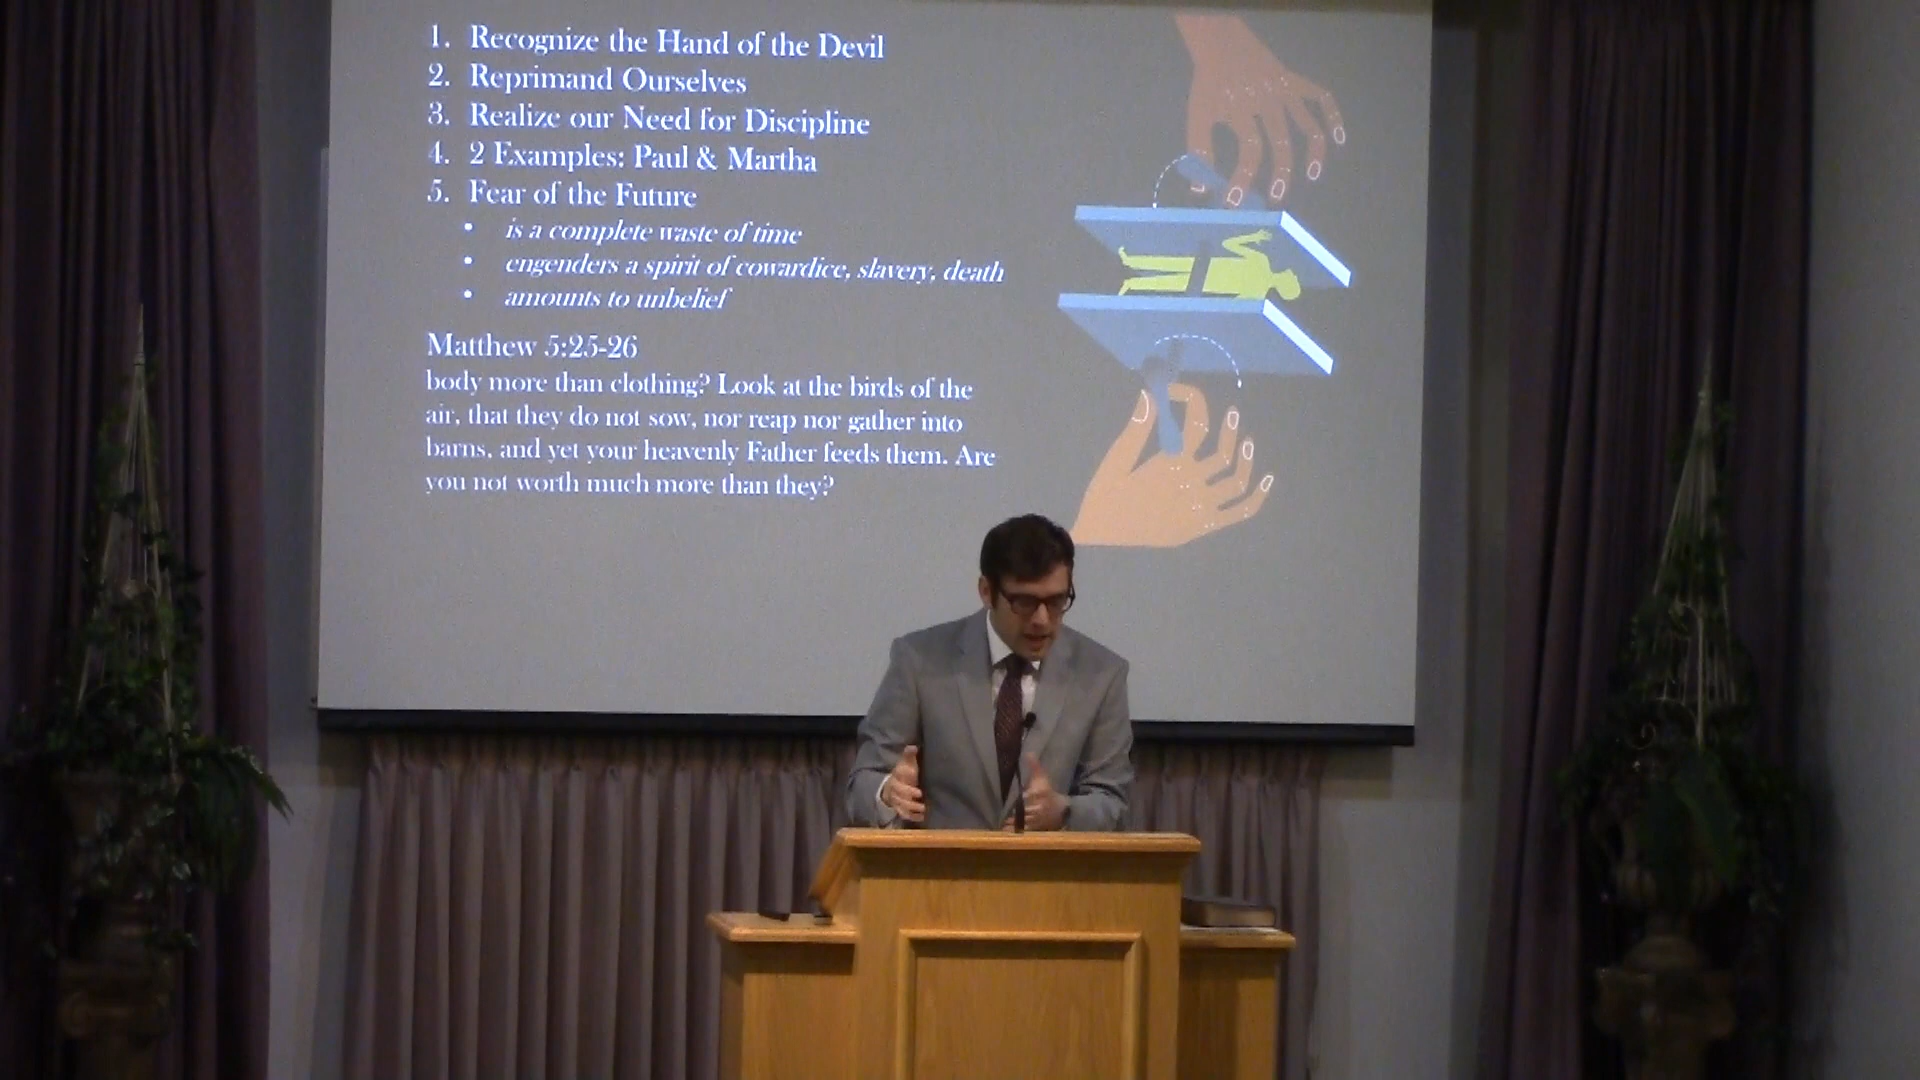 1. Recognize the Hand of the Devil
2. Reprimand Ourselves
3. Realize our Need for Discipline
4. 2 Examples: Paul & Martha
5. Fear of the Future
• is a complete waste of time
• engenders a spirit of cowardice, slavery, death
• amounts to unbelief
Matthew 5:25-26
body more than clothing? Look at the birds of the
air, that they do not sow, nor reap nor gather into
barns, and yet your heavenly Father feeds them. Are
you not worth much more than they?